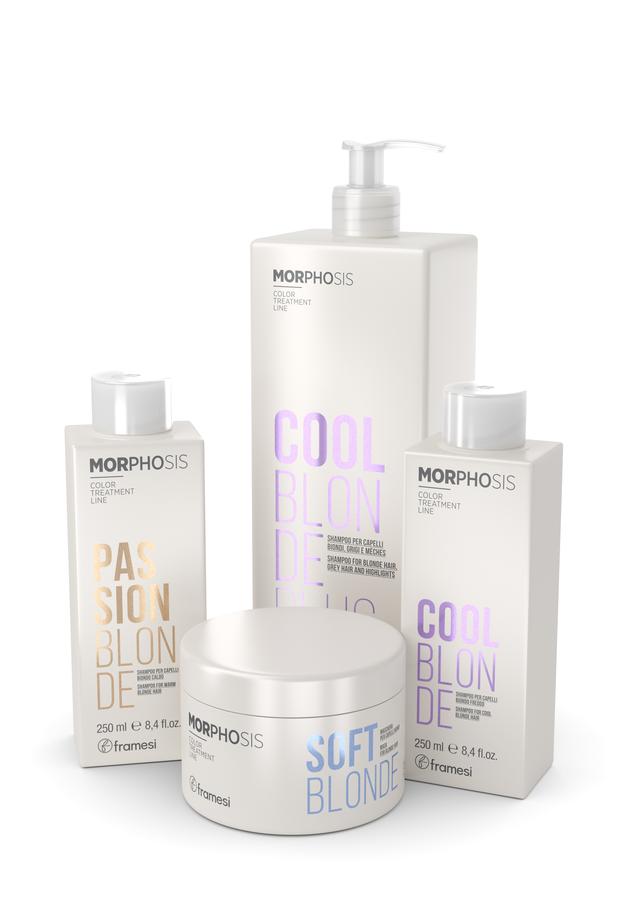 MORPHOSIS
COLOR
TREATMENT
LINE
COOL
BLON
DE
SHAMPOO PER CAPELLI
BIONDI, GRIGI E MÈCHES
SHAMPOO FOR BLONDE HAIR,
GREY HAIR AND HIGHLIGHTS
MORPHOSIS
COLOR
TREATMENT
LINE
PAS
SION
BLON
DE
SHAMPOO PER CAPELLI
BIONDO CALDO
SHAMPOO FOR WARM
BLONDE HAIR
250 ml ℮ 8,4 fl.oz.
framesi
MORPHOSIS
COLOR
TREATMENT
LINE
COOL
BLON
DE
SHAMPOO PER CAPELLI
BIONDO FREDDO
SHAMPOO FOR COOL
BLONDE HAIR
250 ml ℮ 8,4 fl.oz.
framesi
MORPHOSIS
COLOR
TREATMENT
LINE
SOFT
BLONDE
framesi